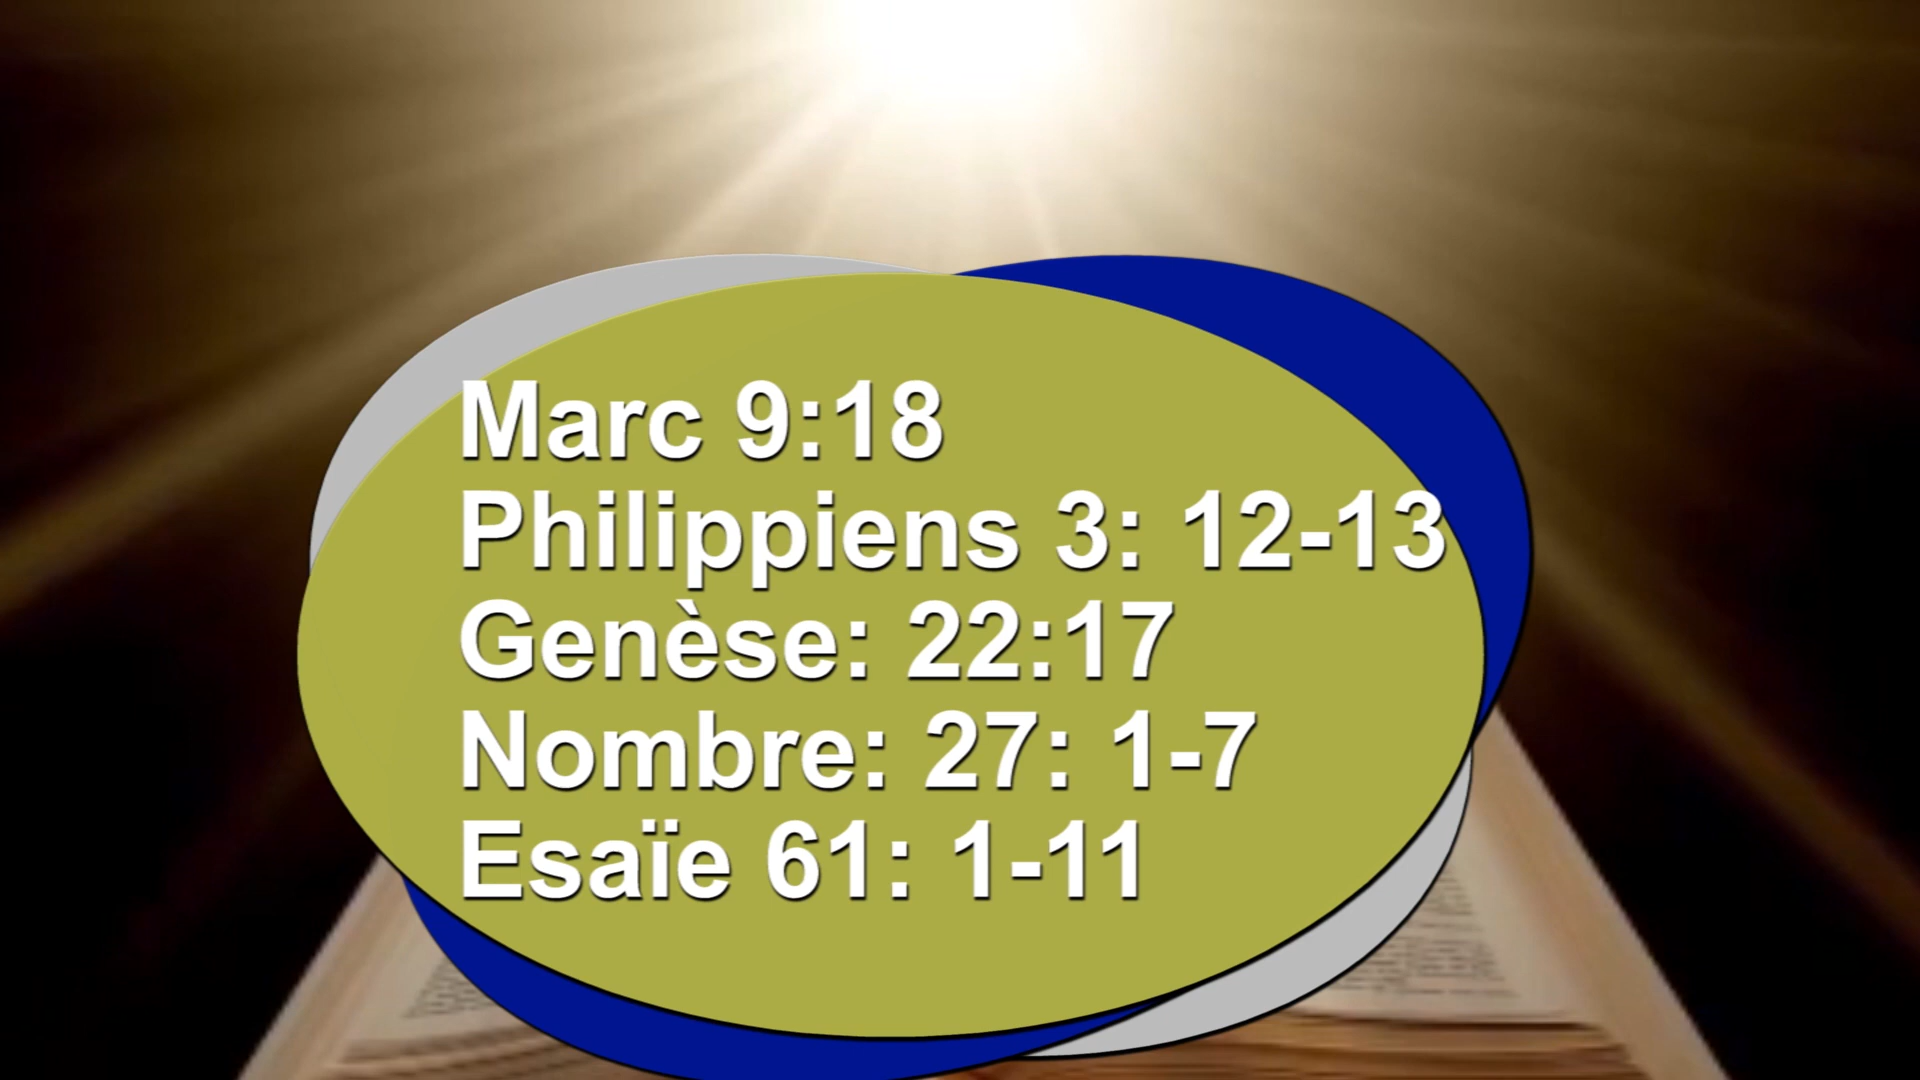 Marc 9:18
Philippiens 3: 12-13
Genèse: 22:17
Nombre: 27: 1-7
Esaïe 61: 1-11